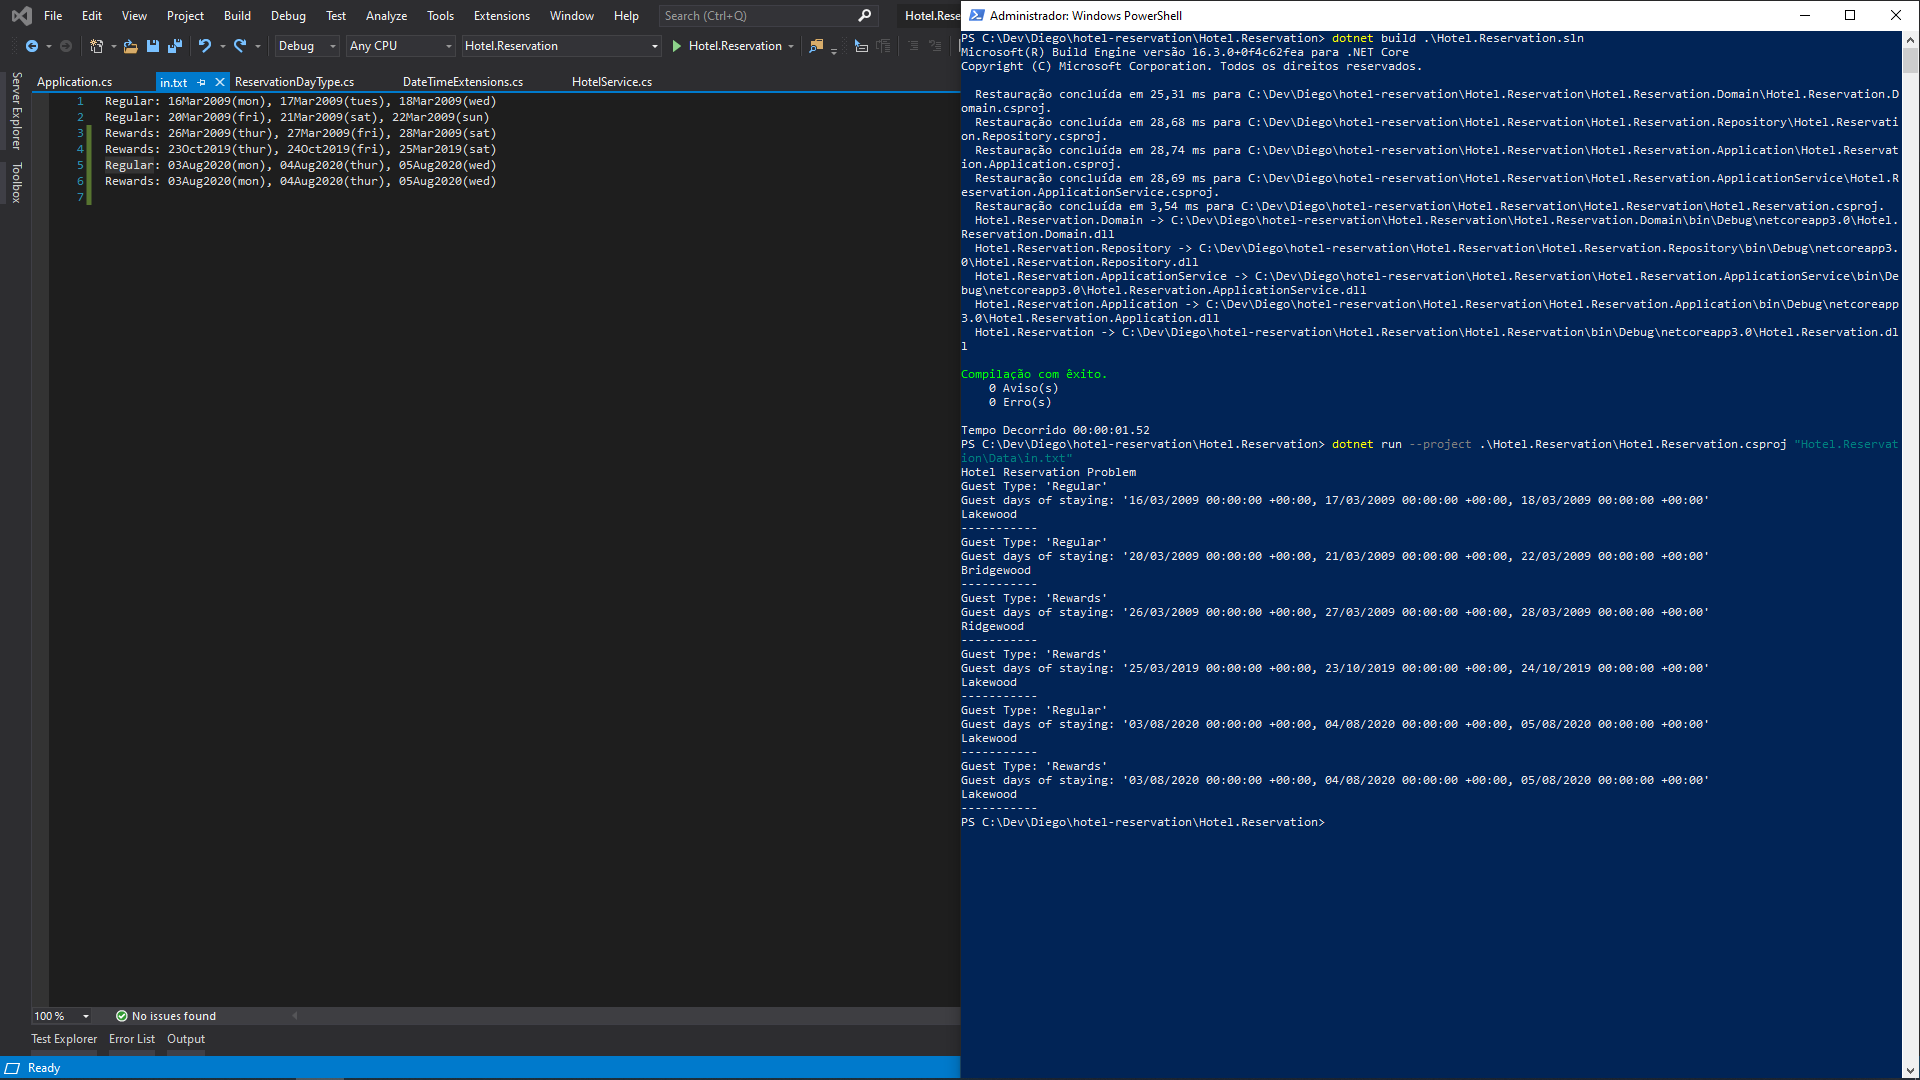 File Edit View Project Build Debug Test Analyze Tools Extensions Window Help Search (Ctrl+Q) Hotel.Rese
Debug Any CPU Hotel.Reservation Hotel.Reservation
Application.cs in.txt ReservationDayType.cs DateTimeExtensions.cs HotelService.cs
Server Explorer
Toolbox
1 Regular: 16Mar2009(mon), 17Mar2009(tues), 18Mar2009(wed)
2 Regular: 20Mar2009(fri), 21Mar2009(sat), 22Mar2009(sun)
3 Rewards: 26Mar2009(thur), 27Mar2009(fri), 28Mar2009(sat)
4 Rewards: 23Oct2019(thur), 24Oct2019(fri), 25Mar2019(sat)
5 Regular: 03Aug2020(mon), 04Aug2020(thur), 05Aug2020(wed)
6 Rewards: 03Aug2020(mon), 04Aug2020(thur), 05Aug2020(wed)
7
100 % No issues found
Test Explorer Error List Output
Ready
Administrador: Windows PowerShell
PS C:\Dev\Diego\hotel-reservation\Hotel.Reservation> dotnet build .\Hotel.Reservation.sln
Microsoft(R) Build Engine versão 16.3.0+0f4c62fea para .NET Core
Copyright (C) Microsoft Corporation. Todos os direitos reservados.
Restauração concluída em 25,31 ms para C:\Dev\Diego\hotel-reservation\Hotel.Reservation\Hotel.Reservation.Domain\Hotel.Reservation.D
omain.csproj.
Restauração concluída em 28,68 ms para C:\Dev\Diego\hotel-reservation\Hotel.Reservation\Hotel.Reservation.Repository\Hotel.Reservati
on.Repository.csproj.
Restauração concluída em 28,74 ms para C:\Dev\Diego\hotel-reservation\Hotel.Reservation\Hotel.Reservation.Application\Hotel.Reservat
ion.Application.csproj.
Restauração concluída em 28,69 ms para C:\Dev\Diego\hotel-reservation\Hotel.Reservation\Hotel.Reservation.ApplicationService\Hotel.R
eservation.ApplicationService.csproj.
Restauração concluída em 3,54 ms para C:\Dev\Diego\hotel-reservation\Hotel.Reservation\Hotel.Reservation\Hotel.Reservation.csproj.
Hotel.Reservation.Domain -> C:\Dev\Diego\hotel-reservation\Hotel.Reservation\Hotel.Reservation.Domain\bin\Debug\netcoreapp3.0\Hotel.
Reservation.Domain.dll
Hotel.Reservation.Repository -> C:\Dev\Diego\hotel-reservation\Hotel.Reservation\Hotel.Reservation.Repository\bin\Debug\netcoreapp3.
0\Hotel.Reservation.Repository.dll
Hotel.Reservation.ApplicationService -> C:\Dev\Diego\hotel-reservation\Hotel.Reservation\Hotel.Reservation.ApplicationService\bin\De
bug\netcoreapp3.0\Hotel.Reservation.ApplicationService.dll
Hotel.Reservation.Application -> C:\Dev\Diego\hotel-reservation\Hotel.Reservation\Hotel.Reservation.Application\bin\Debug\netcoreapp
3.0\Hotel.Reservation.Application.dll
Hotel.Reservation -> C:\Dev\Diego\hotel-reservation\Hotel.Reservation\Hotel.Reservation\bin\Debug\netcoreapp3.0\Hotel.Reservation.dl
l
Compilação com êxito.
0 Aviso(s)
0 Erro(s)
Tempo Decorrido 00:00:01.52
PS C:\Dev\Diego\hotel-reservation\Hotel.Reservation> dotnet run --project .\Hotel.Reservation\Hotel.Reservation.csproj "Hotel.Reservat
ion\Data\in.txt"
Hotel Reservation Problem
Guest Type: 'Regular'
Guest days of staying: '16/03/2009 00:00:00 +00:00, 17/03/2009 00:00:00 +00:00, 18/03/2009 00:00:00 +00:00'
Lakewood
-----------
Guest Type: 'Regular'
Guest days of staying: '20/03/2009 00:00:00 +00:00, 21/03/2009 00:00:00 +00:00, 22/03/2009 00:00:00 +00:00'
Bridgewood
-----------
Guest Type: 'Rewards'
Guest days of staying: '26/03/2009 00:00:00 +00:00, 27/03/2009 00:00:00 +00:00, 28/03/2009 00:00:00 +00:00'
Ridgewood
-----------
Guest Type: 'Rewards'
Guest days of staying: '25/03/2019 00:00:00 +00:00, 23/10/2019 00:00:00 +00:00, 24/10/2019 00:00:00 +00:00'
Lakewood
-----------
Guest Type: 'Regular'
Guest days of staying: '03/08/2020 00:00:00 +00:00, 04/08/2020 00:00:00 +00:00, 05/08/2020 00:00:00 +00:00'
Lakewood
-----------
Guest Type: 'Rewards'
Guest days of staying: '03/08/2020 00:00:00 +00:00, 04/08/2020 00:00:00 +00:00, 05/08/2020 00:00:00 +00:00'
Lakewood
-----------
PS C:\Dev\Diego\hotel-reservation\Hotel.Reservation>